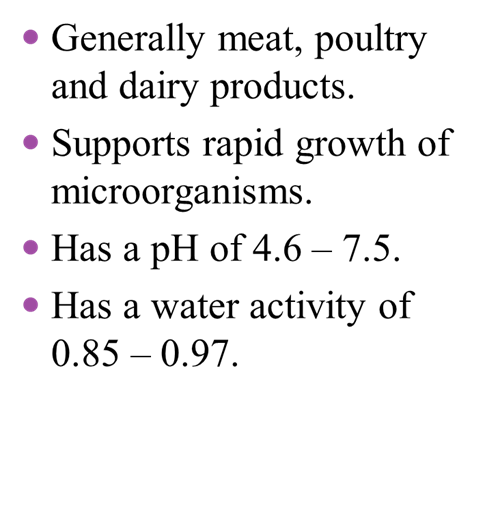 • Generally meat, poultry
and dairy products.
• Supports rapid growth of
microorganisms.
• Has a pH of 4.6 – 7.5.
• Has a water activity of
0.85 – 0.97.